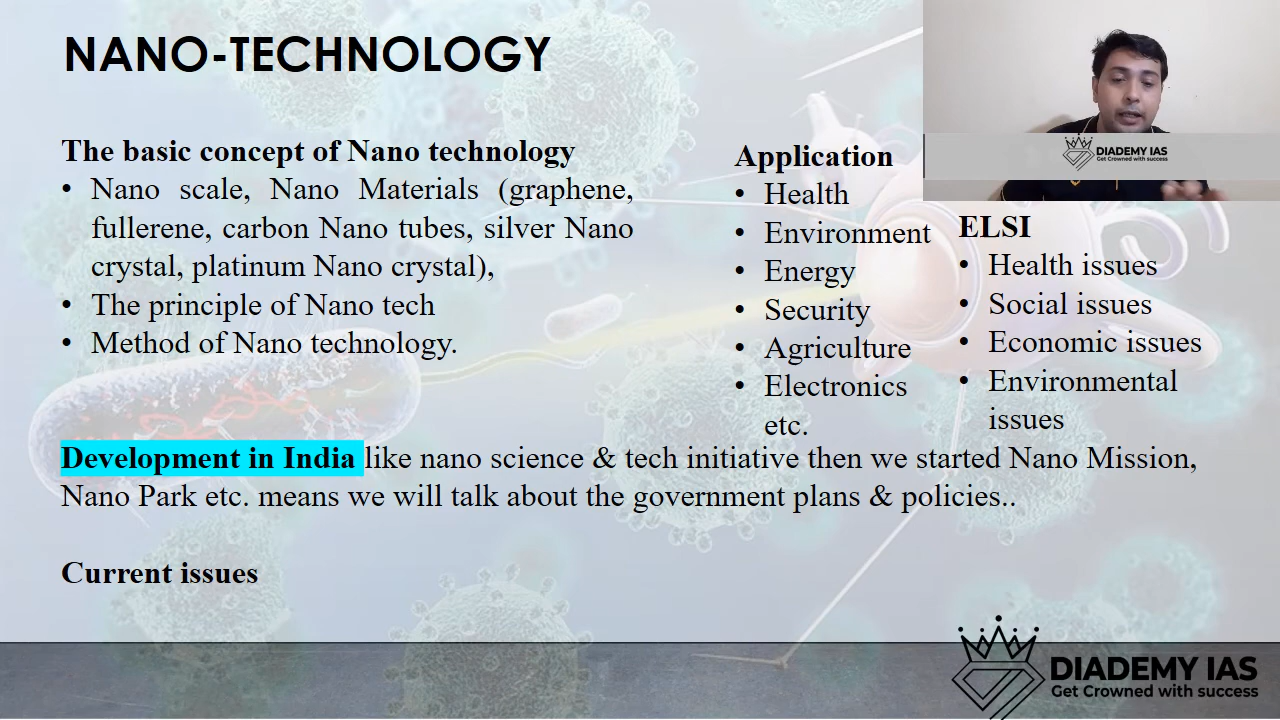 NANO-TECHNOLOGY
The basic concept of Nano technology
• Nano scale, Nano Materials (graphene,
fullerene, carbon Nano tubes, silver Nano
crystal, platinum Nano crystal),
• The principle of Nano tech
• Method of Nano technology.
Application
• Health
• Environment
• Energy
• Security
• Agriculture
• Electronics
etc.
DIADEMY IAS
Get Crowned with success
ELSI
• Health issues
• Social issues
• Economic issues
• Environmental
issues
Development in India like nano science & tech initiative then we started Nano Mission,
Nano Park etc. means we will talk about the government plans & policies..
Current issues
DIADEMY IAS
Get Crowned with success